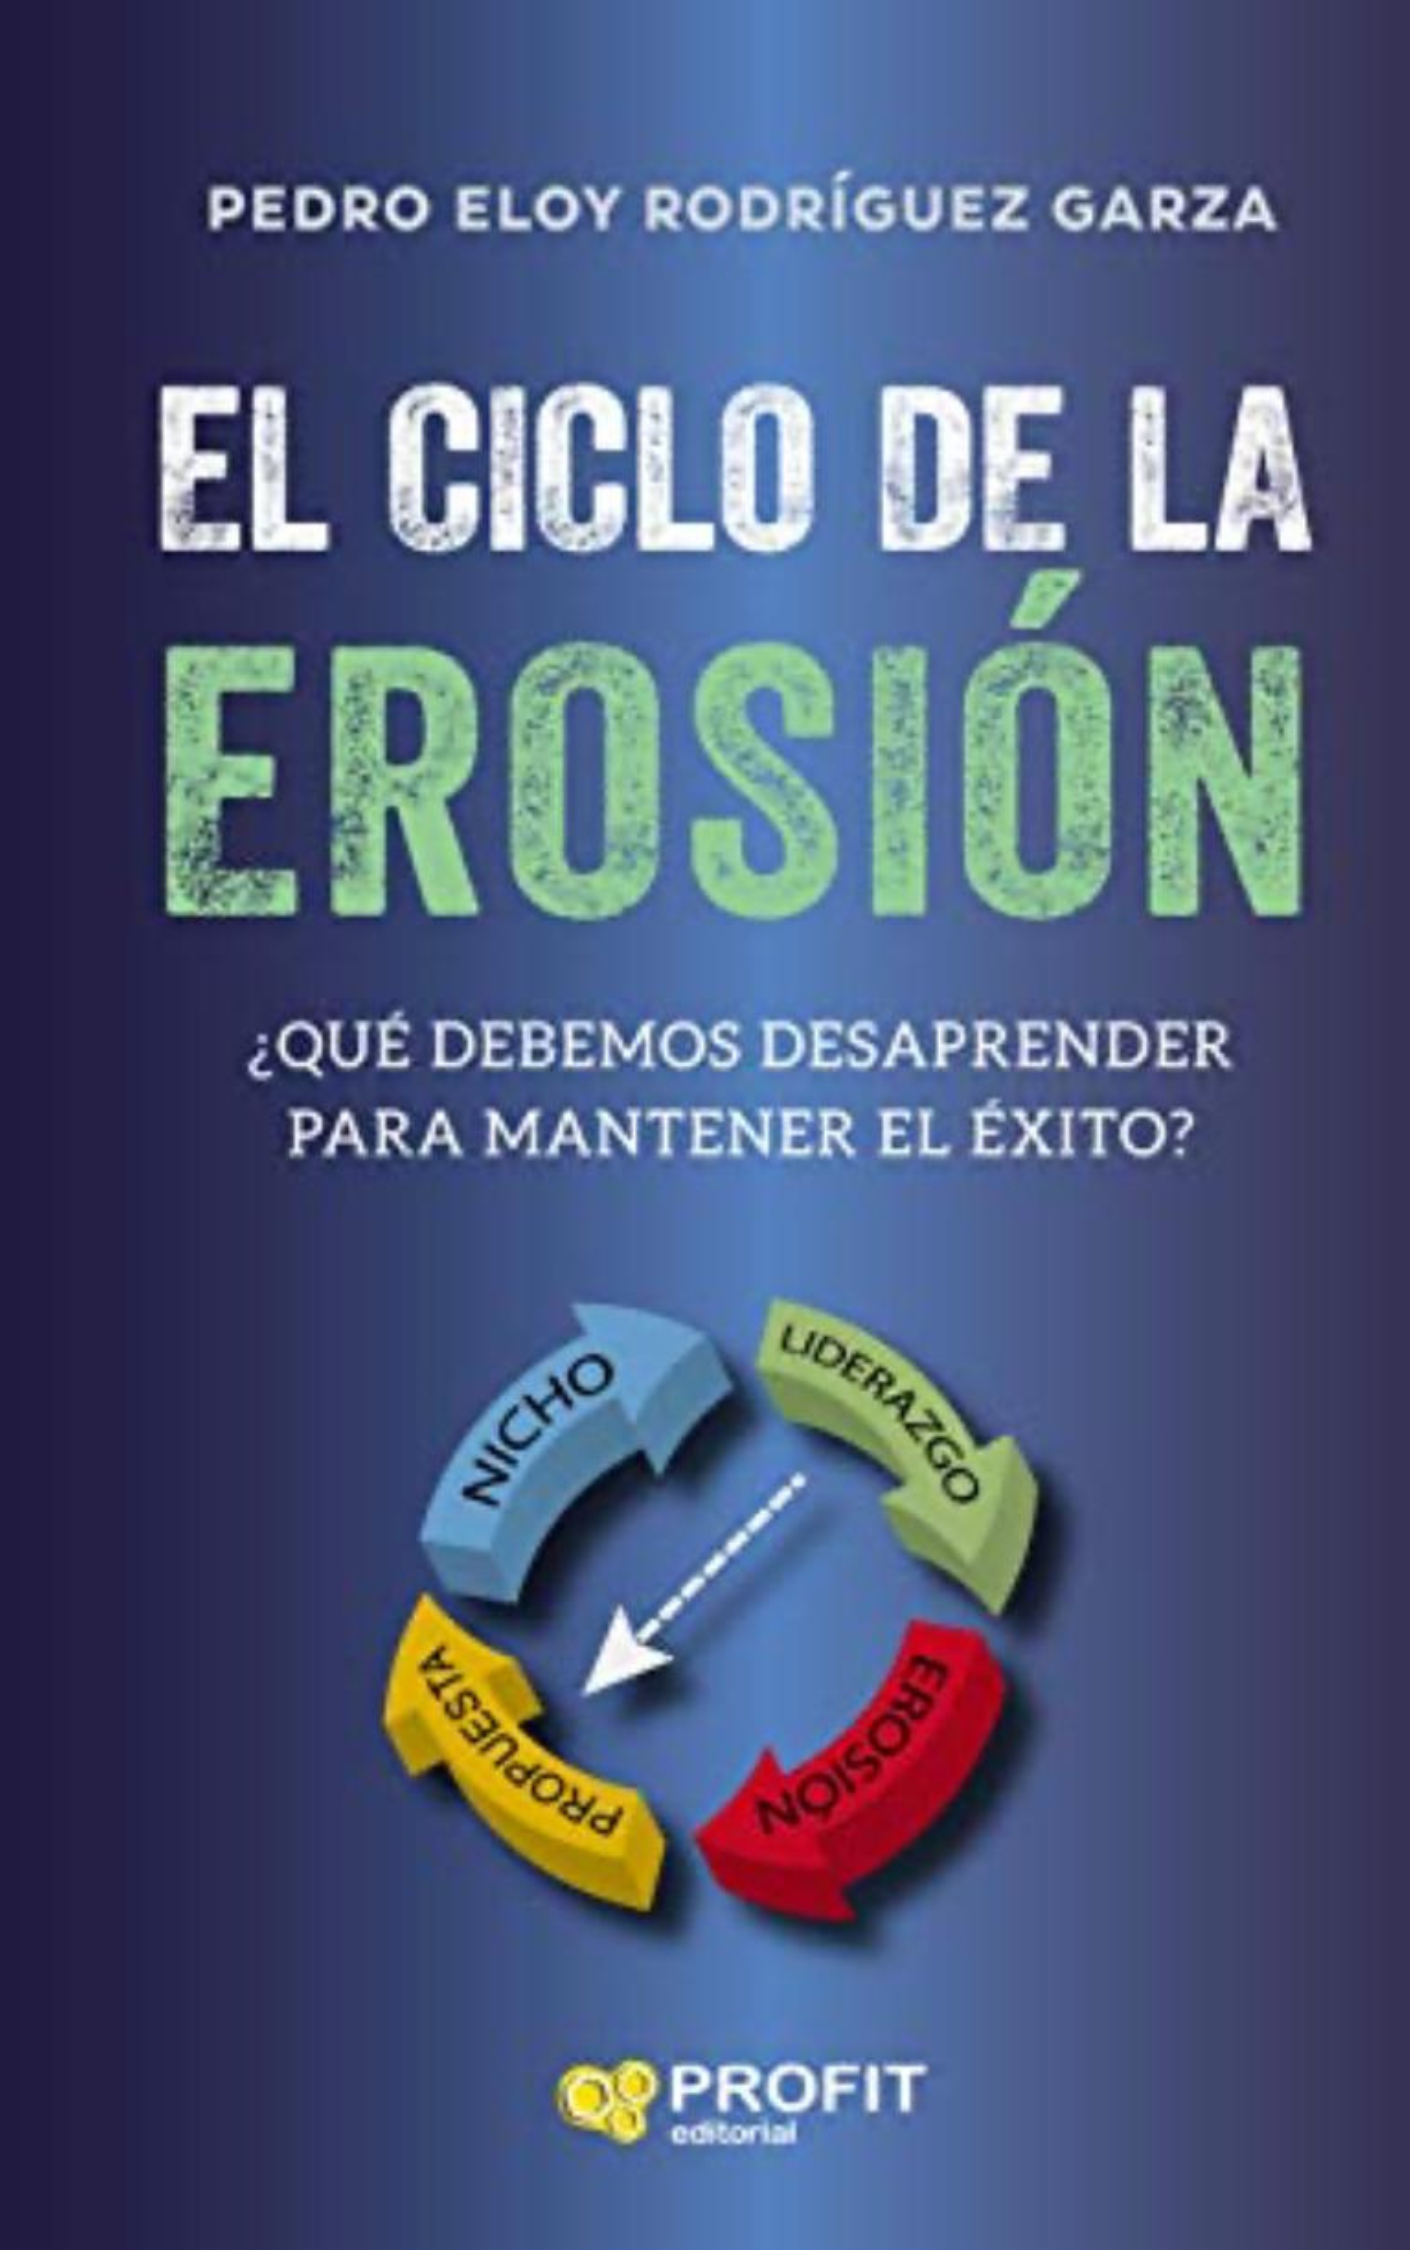 PEDRO ELOY RODRÍGUEZ GARZA
EL CICLO DE LA
EROSIÓN
¿QUÉ DEBEMOS DESAPRENDER
PARA MANTENER EL ÉXITO?
NICHO
LIDERAZGO
PROPUESTA
EROSIÓN
PROFIT
editorial